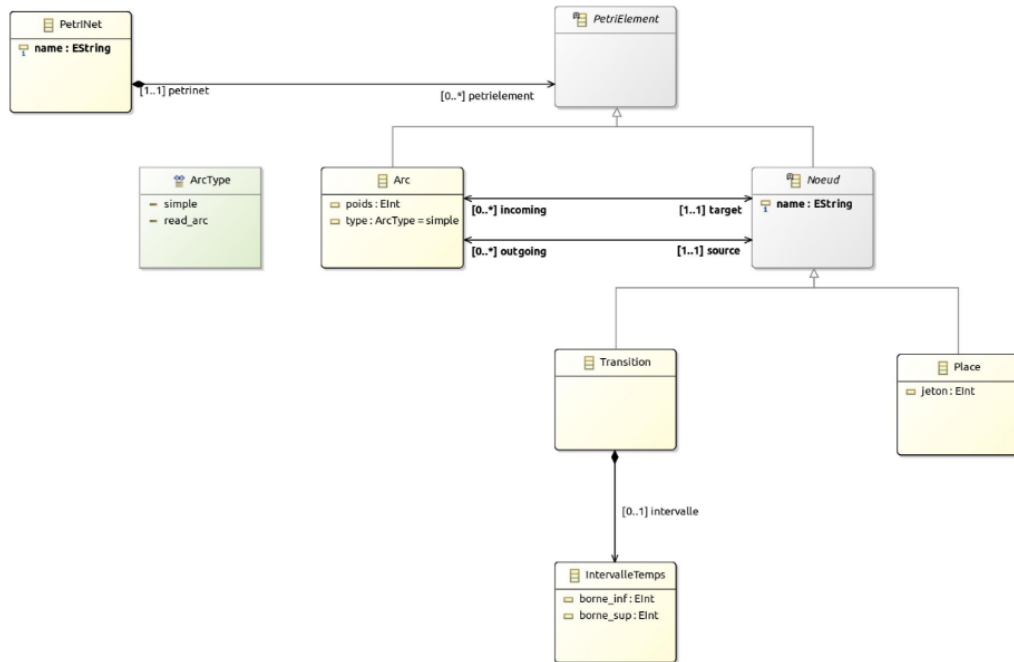 PetriNet
name : EString
PetriElement
[1..1] petrinet
[0..*] petrielement
ArcType
simple
read_arc
Arc
poids : EInt
type : ArcType = simple
Noeud
name : EString
[0..*] incoming
[1..1] target
[0..*] outgoing
[1..1] source
Transition
Place
jeton : EInt
[0..1] intervalle
IntervalleTemps
borne_inf : EInt
borne_sup : EInt